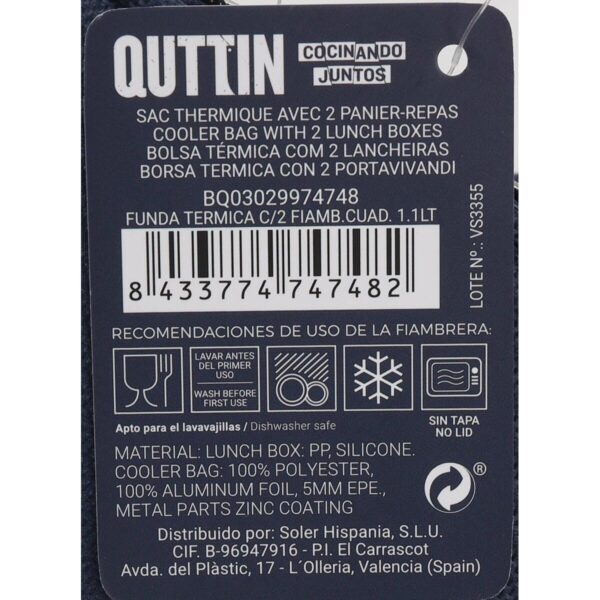 QUTTIN COCINANDO
JUNTOS
SAC THERMIQUE AVEC 2 PANIER-REPAS
COOLER BAG WITH 2 LUNCH BOXES
BOLSA TÉRMICA COM 2 LANCHEIRAS
BORSA TERMICA CON 2 PORTAVIVANDI
BQ03029974748
FUNDA TERMICA C/2 FIAMB.CUAD. 1.1LT
8 433774 747482
LOTE Nº.: VS3355
RECOMENDACIONES DE USO DE LA FIAMBRERA:
LAVAR ANTES
DEL PRIMER
USO
WASH BEFORE
FIRST USE
SIN TAPA
NO LID
Apto para el lavavajillas / Dishwasher safe
MATERIAL: LUNCH BOX: PP, SILICONE.
COOLER BAG: 100% POLYESTER,
100% ALUMINUM FOIL, 5MM EPE.,
METAL PARTS ZINC COATING
®
Distribuido por: Soler Hispania, S.L.U.
CIF. B-96947916 - P.I. El Carrascot
Avda. del Plàstic, 17 - L´Olleria, Valencia (Spain)